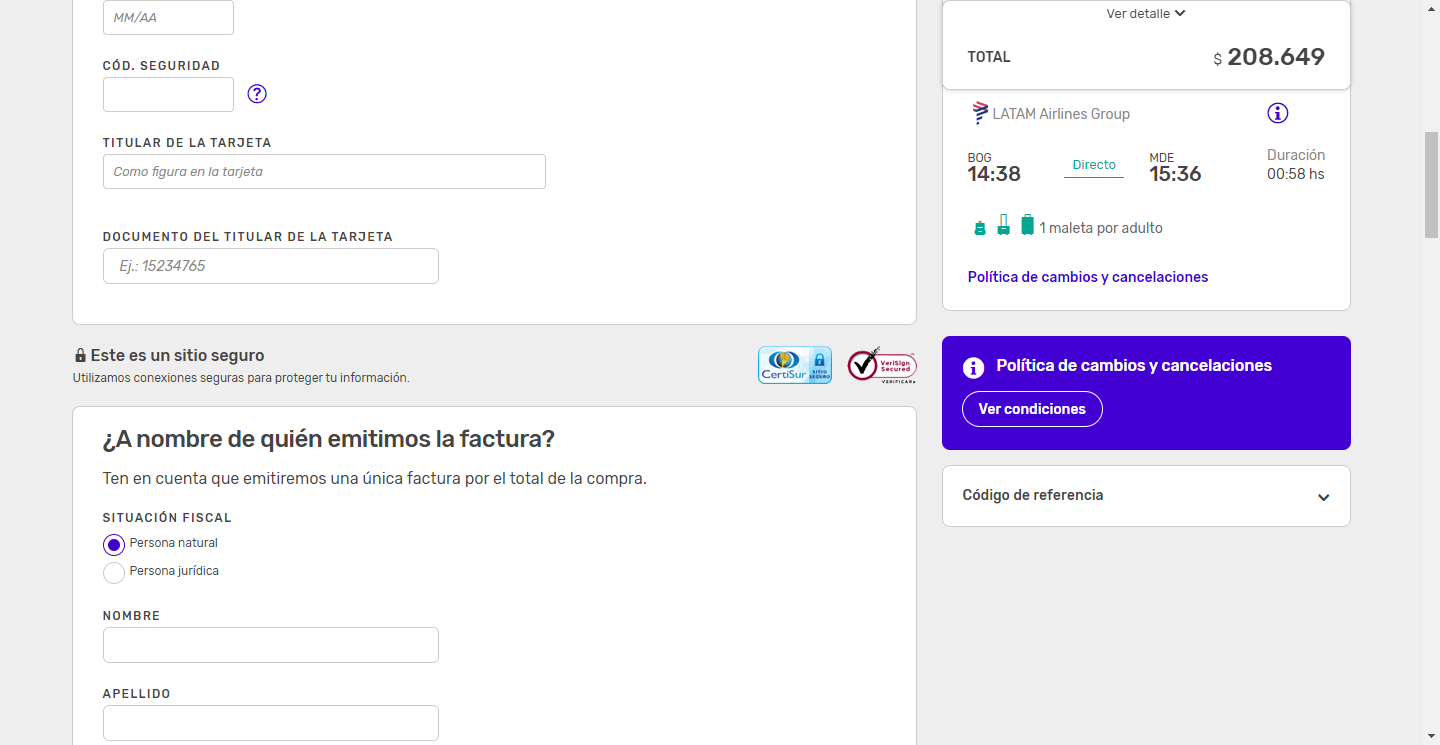 MM/AA
CÓD. SEGURIDAD
?
TITULAR DE LA TARJETA
Como figura en la tarjeta
DOCUMENTO DEL TITULAR DE LA TARJETA
Ej.: 15234765
Este es un sitio seguro
Utilizamos conexiones seguras para proteger tu información.
CertiSur
SITIO
SEGURO
VeriSign
Secured
VERIFICAR
¿A nombre de quién emitimos la factura?
Ten en cuenta que emitiremos una única factura por el total de la compra.
SITUACIÓN FISCAL
Persona natural
Persona jurídica
NOMBRE
APELLIDO
Ver detalle
TOTAL $ 208.649
LATAM Airlines Group
BOG
14:38
Directo
MDE
15:36
Duración
00:58 hs
1 maleta por adulto
Política de cambios y cancelaciones
Política de cambios y cancelaciones
Ver condiciones
Código de referencia